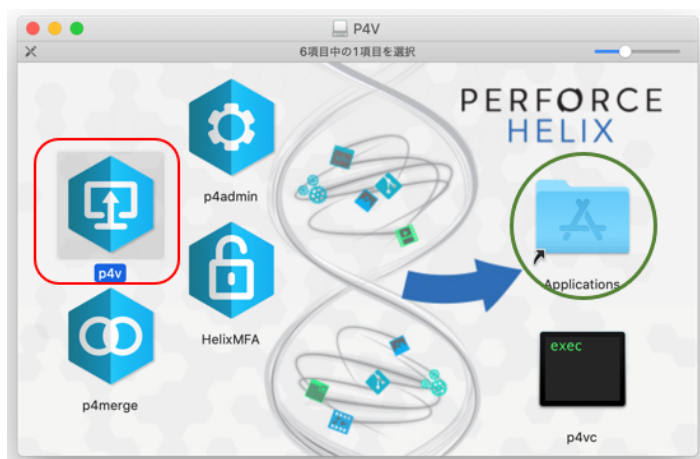 P4V
6項目中の1項目を選択
PERFORCE
HELIX
p4admin
p4v
Applications
HelixMFA
exec
p4merge
p4vc